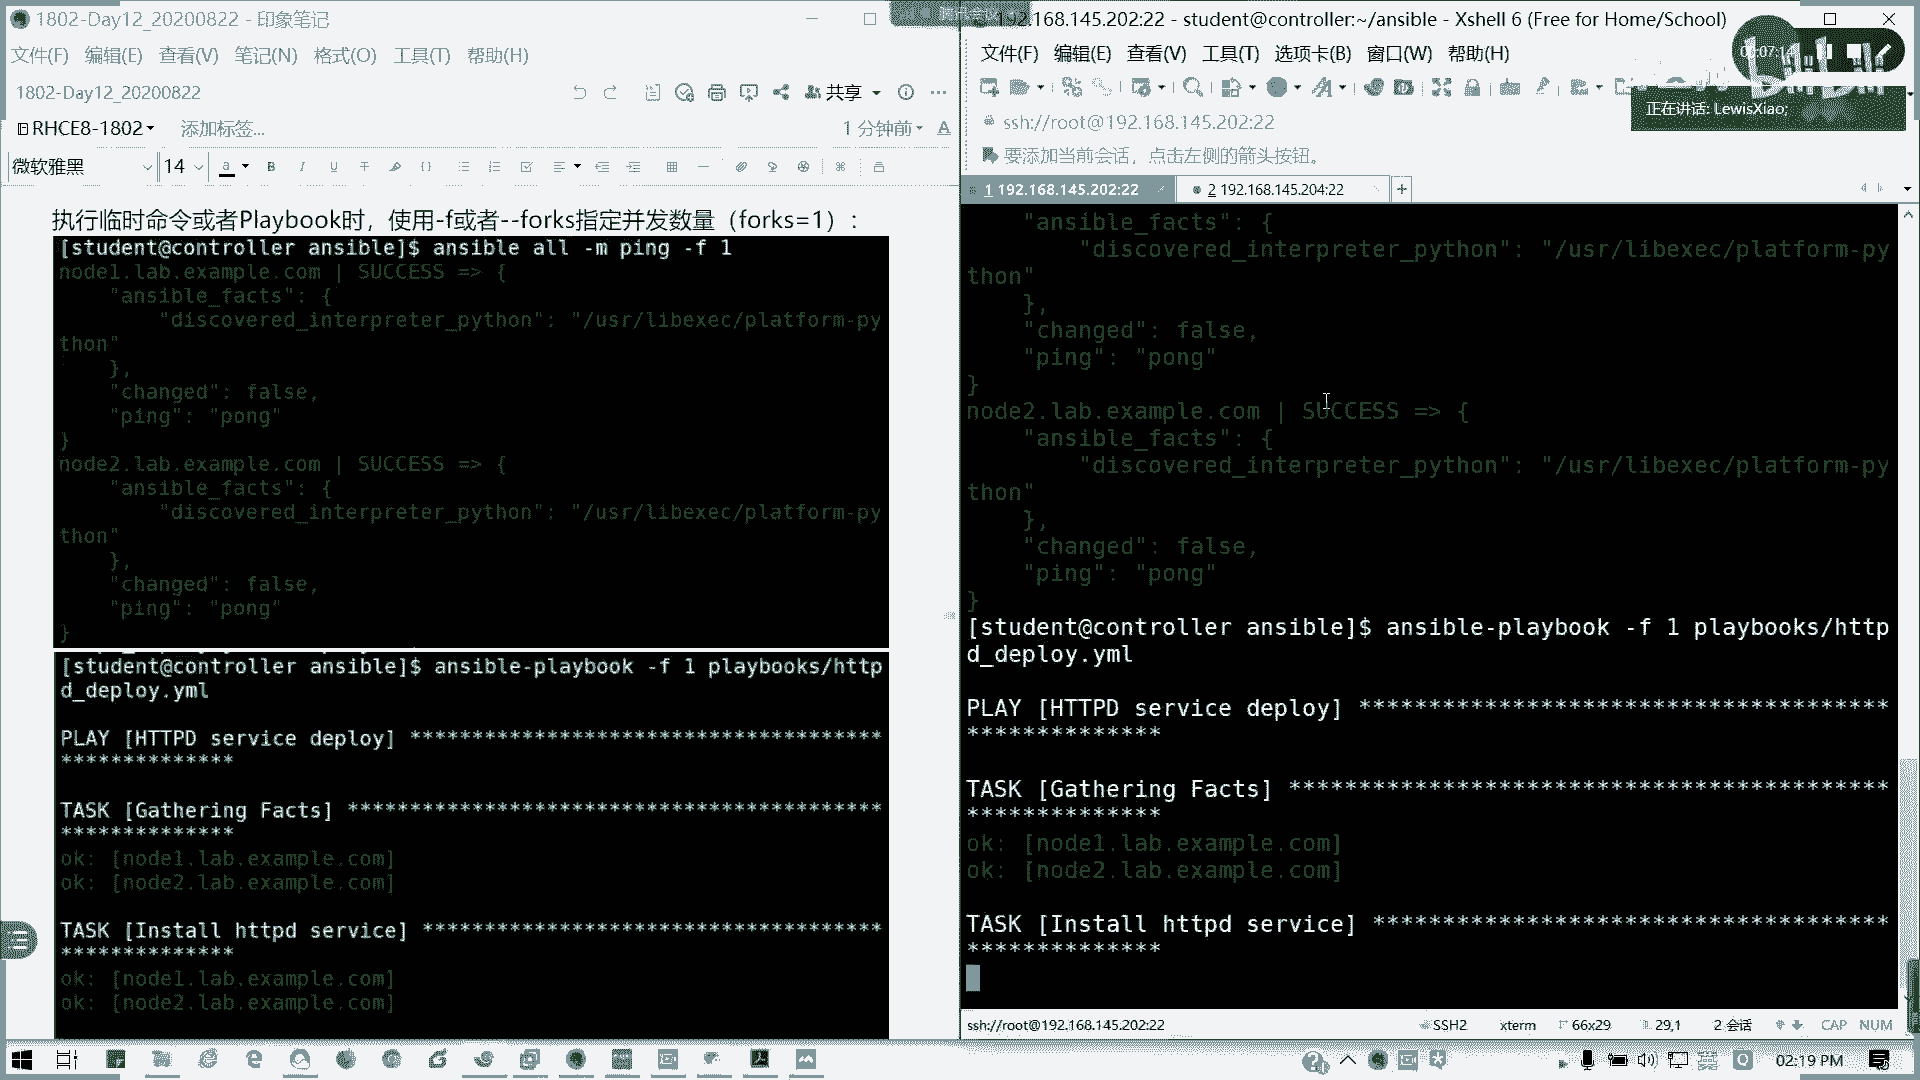 1802-Day12_20200822 - 印象笔记
文件(F) 编辑(E) 查看(V) 笔记(N) 格式(O) 工具(T) 帮助(H)
1802-Day12_20200822
共享
RHCE8-1802
添加标签...
1 分钟前
微软雅黑
14
执行临时命令或者Playbook时，使用-f或者--forks指定并发数量（forks=1）：
[student@controller ansible]$ ansible all -m ping -f 1
node1.lab.example.com | SUCCESS => {
"ansible_facts": {
"discovered_interpreter_python": "/usr/libexec/platform-py
thon"
},
"changed": false,
"ping": "pong"
}
node2.lab.example.com | SUCCESS => {
"ansible_facts": {
"discovered_interpreter_python": "/usr/libexec/platform-py
thon"
},
"changed": false,
"ping": "pong"
}
[student@controller ansible]$ ansible-playbook -f 1 playbooks/http
d_deploy.yml
PLAY [HTTPD service deploy] **************************************
**************
TASK [Gathering Facts] *******************************************
**************
ok: [node1.lab.example.com]
ok: [node2.lab.example.com]
TASK [Install httpd service] *************************************
**************
ok: [node1.lab.example.com]
ok: [node2.lab.example.com]
192.168.145.202:22 - student@controller:~/ansible - Xshell 6 (Free for Home/School)
文件(F) 编辑(E) 查看(V) 工具(T) 选项卡(B) 窗口(W) 帮助(H)
正在讲话: LewisXiao;
ssh://root@192.168.145.202:22
要添加当前会话，点击左侧的箭头按钮。
1 192.168.145.202:22
2 192.168.145.204:22
"ansible_facts": {
"discovered_interpreter_python": "/usr/libexec/platform-py
thon"
},
"changed": false,
"ping": "pong"
}
node2.lab.example.com | SUCCESS => {
"ansible_facts": {
"discovered_interpreter_python": "/usr/libexec/platform-py
thon"
},
"changed": false,
"ping": "pong"
}
[student@controller ansible]$ ansible-playbook -f 1 playbooks/http
d_deploy.yml
PLAY [HTTPD service deploy] **************************************
**************
TASK [Gathering Facts] *******************************************
**************
ok: [node1.lab.example.com]
ok: [node2.lab.example.com]
TASK [Install httpd service] *************************************
**************
ssh://root@192.168.145.202:22
SSH2
xterm
66x29
29,1
2 会话
CAP
NUM
英
02:19 PM